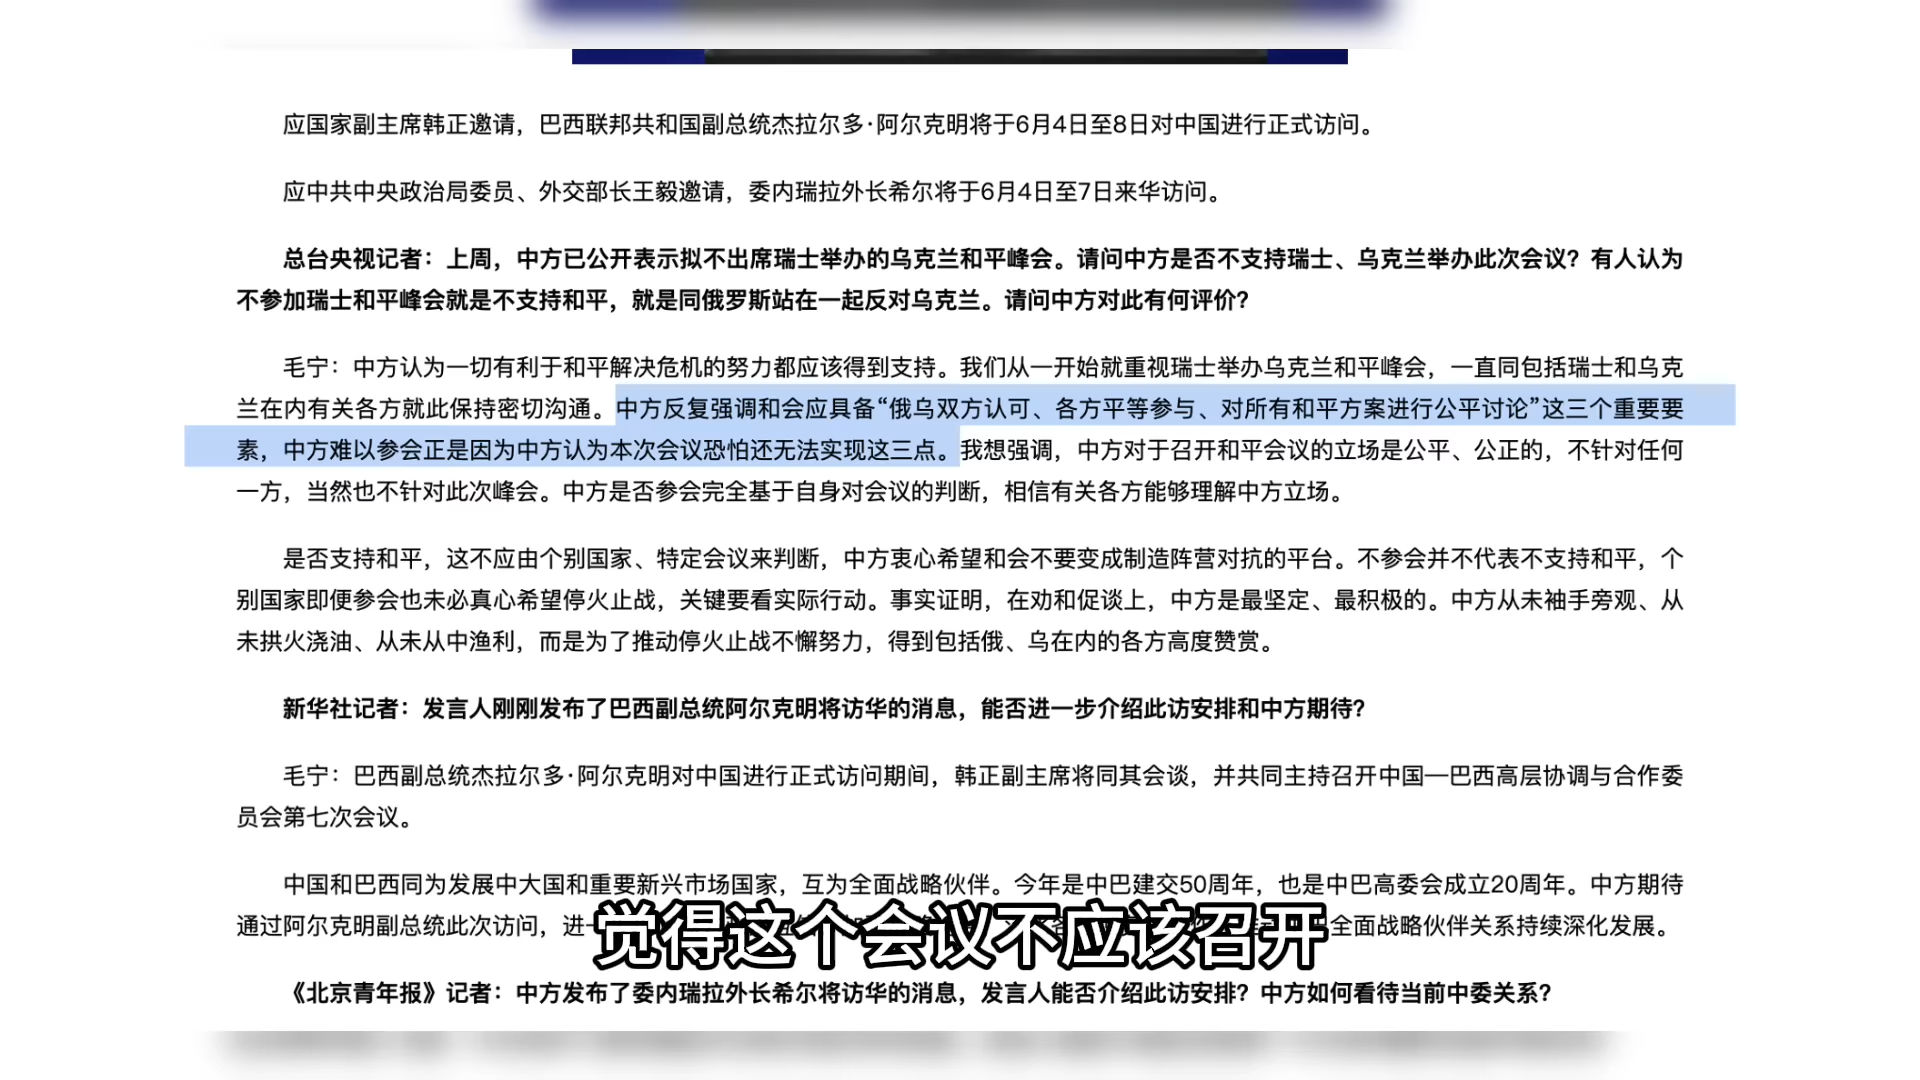 应国家副主席韩正邀请，巴西联邦共和国副总统杰拉尔多·阿尔克明将于6月4日至8日对中国进行正式访问。
应中共中央政治局委员、外交部长王毅邀请，委内瑞拉外长希尔将于6月4日至7日来华访问。
总台央视记者：上周，中方已公开表示拟不出席瑞士举办的乌克兰和平峰会。请问中方是否不支持瑞士、乌克兰举办此次会议？有人认为
不参加瑞士和平峰会就是不支持和平，就是同俄罗斯站在一起反对乌克兰。请问中方对此有何评价？
毛宁：中方认为一切有利于和平解决危机的努力都应该得到支持。我们从一开始就重视瑞士举办乌克兰和平峰会，一直同包括瑞士和乌克
兰在内有关各方就此保持密切沟通。中方反复强调和会应具备“俄乌双方认可、各方平等参与、对所有和平方案进行公平讨论”这三个重要要
素，中方难以参会正是因为中方认为本次会议恐怕还无法实现这三点。我想强调，中方对于召开和平会议的立场是公平、公正的，不针对任何
一方，当然也不针对此次峰会。中方是否参会完全基于自身对会议的判断，相信有关各方能够理解中方立场。
是否支持和平，这不应由个别国家、特定会议来判断，中方衷心希望和会不要变成制造阵营对抗的平台。不参会并不代表不支持和平，个
别国家即便参会也未必真心希望停火止战，关键要看实际行动。事实证明，在劝和促谈上，中方是最坚定、最积极的。中方从未袖手旁观、从
未拱火浇油、从未从中渔利，而是为了推动停火止战不懈努力，得到包括俄、乌在内的各方高度赞赏。
新华社记者：发言人刚刚发布了巴西副总统阿尔克明将访华的消息，能否进一步介绍此访安排和中方期待？
毛宁：巴西副总统杰拉尔多·阿尔克明对中国进行正式访问期间，韩正副主席将同其会谈，并共同主持召开中国—巴西高层协调与合作委
员会第七次会议。
中国和巴西同为发展中大国和重要新兴市场国家，互为全面战略伙伴。今年是中巴建交50周年，也是中巴高委会成立20周年。中方期待
通过阿尔克明副总统此次访问，进一 全面战略伙伴关系持续深化发展。
觉得这个会议不应该召开
《北京青年报》记者：中方发布了委内瑞拉外长希尔将访华的消息，发言人能否介绍此访安排？中方如何看待当前中委关系？